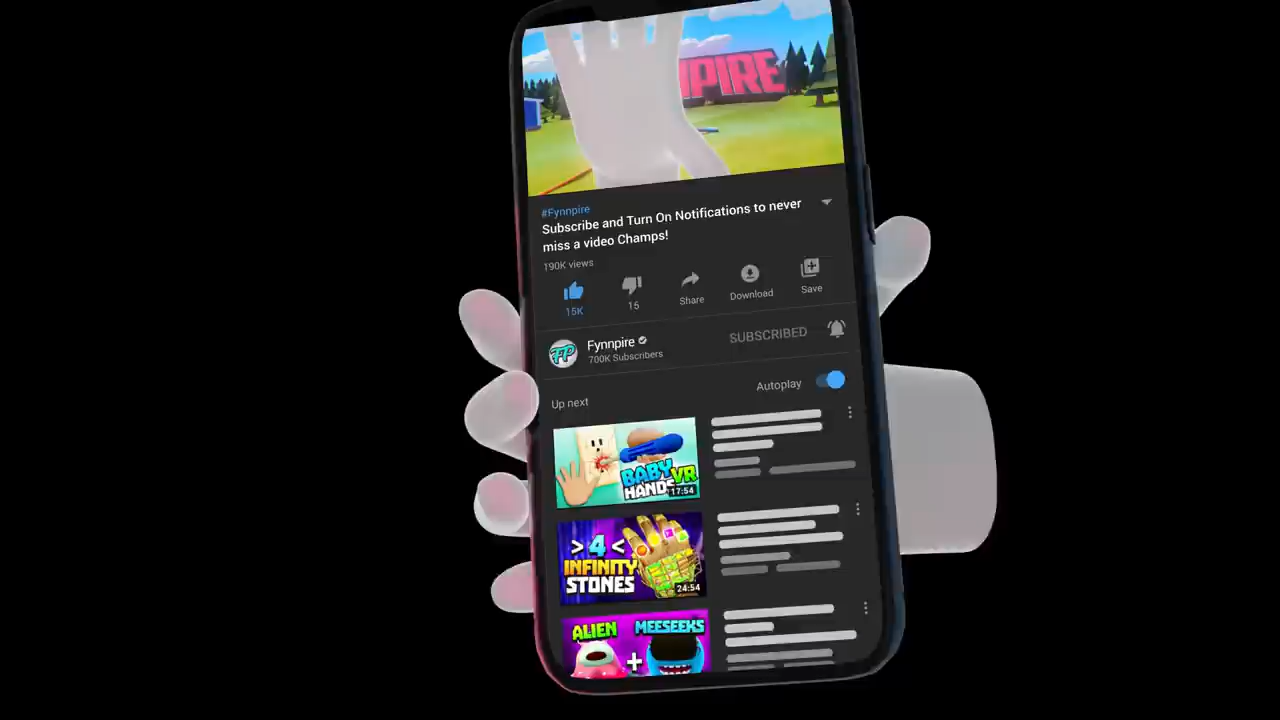 PIRE
#Fynnpire
Subscribe and Turn On Notifications to never
miss a video Champs!
190K views
15K
15
Share
Download
Save
FP
Fynnpire
700K Subscribers
SUBSCRIBED
Autoplay
Up next
BABY VR
HANDS
17:54
>4<
INFINITY
STONES
24:54
ALIEN
MEESEEKS
+